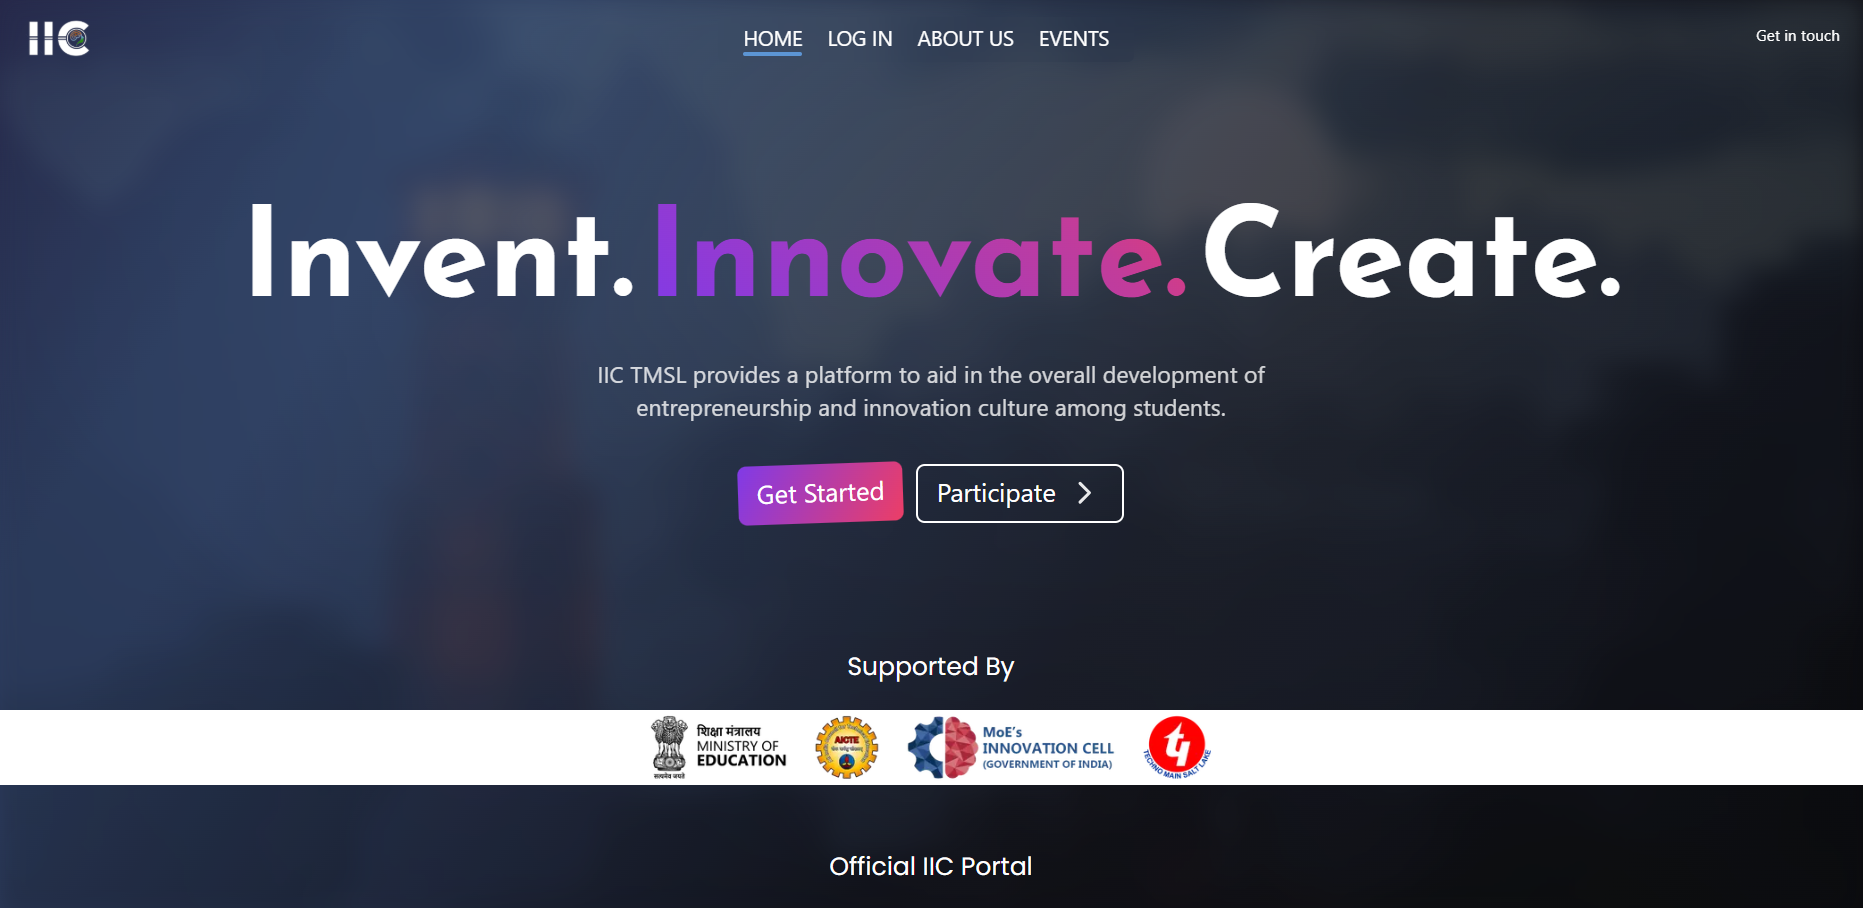 IIC
HOME LOG IN ABOUT US EVENTS
Get in touch
Invent. Innovate. Create.
IIC TMSL provides a platform to aid in the overall development of
entrepreneurship and innovation culture among students.
Get Started
Participate
Supported By
शिक्षा मंत्रालय
MINISTRY OF
EDUCATION
सत्यमेव जयते
AICTE
MoE's
INNOVATION CELL
(GOVERNMENT OF INDIA)
TECHNO MAIN SALT LAKE
Official IIC Portal